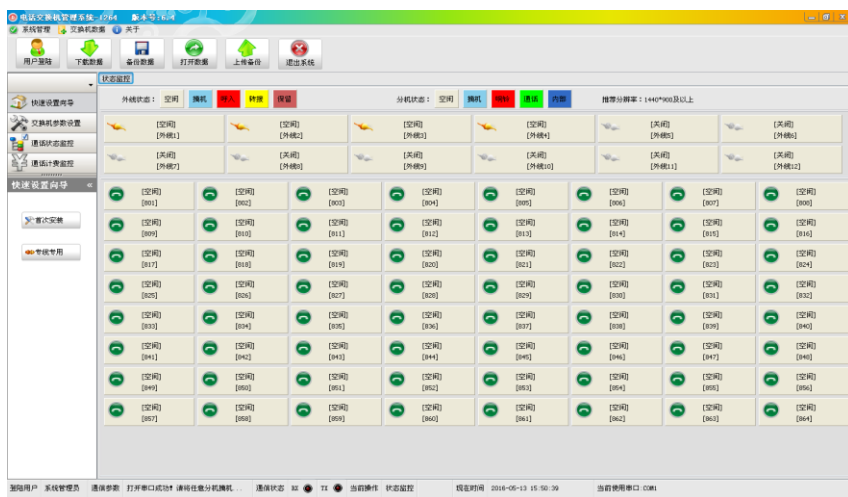 电话交换机管理系统-1264 版本号:6.4
系统管理 交换机数据 关于
用户登陆 下载数据 备份数据 打开数据 上传备份 退出系统
状态监控
外线状态： 空闲 摘机 呼入 转接 保留 分机状态： 空闲 摘机 响铃 通话 内部 推荐分辨率：1440*900及以上
快速设置向导
交换机参数设置
通话状态监控
通话计费监控
快速设置向导 «
首次安装
专线专用
[空闲] [空闲] [空闲] [空闲] [关闭] [关闭]
[外线1] [外线2] [外线3] [外线4] [外线5] [外线6]
[关闭] [关闭] [关闭] [关闭] [关闭] [关闭]
[外线7] [外线8] [外线9] [外线10] [外线11] [外线12]
[空闲] [空闲] [空闲] [空闲] [空闲] [空闲] [空闲] [空闲]
[801] [802] [803] [804] [805] [806] [807] [808]
[空闲] [空闲] [空闲] [空闲] [空闲] [空闲] [空闲] [空闲]
[809] [810] [811] [812] [813] [814] [815] [816]
[空闲] [空闲] [空闲] [空闲] [空闲] [空闲] [空闲] [空闲]
[817] [818] [819] [820] [821] [822] [823] [824]
[空闲] [空闲] [空闲] [空闲] [空闲] [空闲] [空闲] [空闲]
[825] [826] [827] [828] [829] [830] [831] [832]
[空闲] [空闲] [空闲] [空闲] [空闲] [空闲] [空闲] [空闲]
[833] [834] [835] [836] [837] [838] [839] [840]
[空闲] [空闲] [空闲] [空闲] [空闲] [空闲] [空闲] [空闲]
[841] [842] [843] [844] [845] [846] [847] [848]
[空闲] [空闲] [空闲] [空闲] [空闲] [空闲] [空闲] [空闲]
[849] [850] [851] [852] [853] [854] [855] [856]
[空闲] [空闲] [空闲] [空闲] [空闲] [空闲] [空闲] [空闲]
[857] [858] [859] [860] [861] [862] [863] [864]
登陆用户 系统管理员 通信参数 打开串口成功! 请将任意分机摘机... 通信状态 RX TX 当前操作 状态监控 现在时间 2016-05-13 15:50:39 当前使用串口:COM1